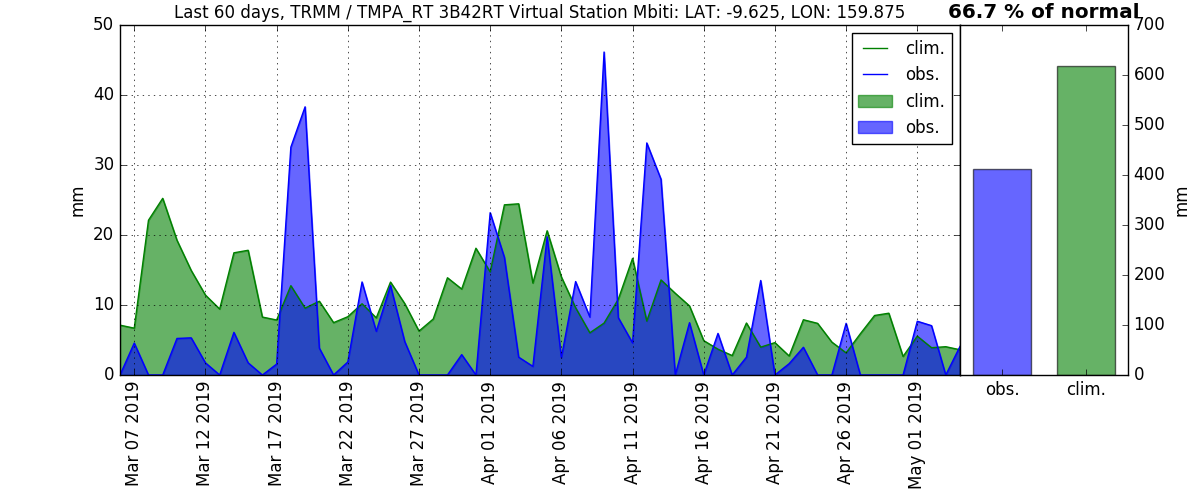 Last 60 days, TRMM / TMPA_RT 3B42RT Virtual Station Mbiti: LAT: -9.625, LON: 159.875
66.7 % of normal
50
40
30
20
10
0
mm
clim.
obs.
clim.
obs.
Mar 07 2019
Mar 12 2019
Mar 17 2019
Mar 22 2019
Mar 27 2019
Apr 01 2019
Apr 06 2019
Apr 11 2019
Apr 16 2019
Apr 21 2019
Apr 26 2019
May 01 2019
700
600
500
400
300
200
100
0
mm
obs.
clim.